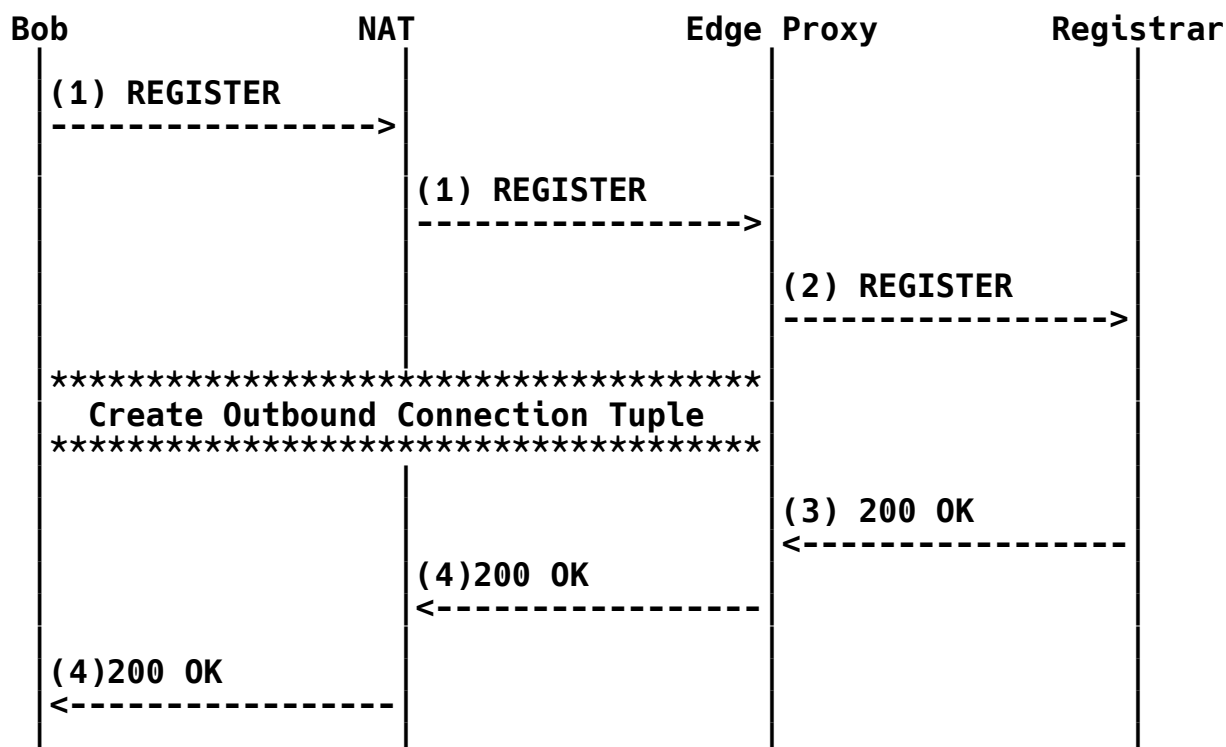 Bob NAT Edge Proxy Registrar
(1) REGISTER
----------------->
(1) REGISTER
----------------->
(2) REGISTER
----------------->
*************************************
Create Outbound Connection Tuple
*************************************
(3) 200 OK
<-----------------
(4)200 OK
<-----------------
(4)200 OK
<-----------------